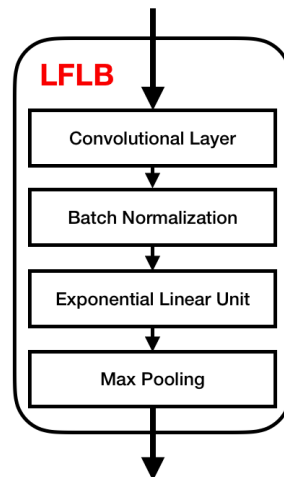 LFLB
Convolutional Layer
Batch Normalization
Exponential Linear Unit
Max Pooling